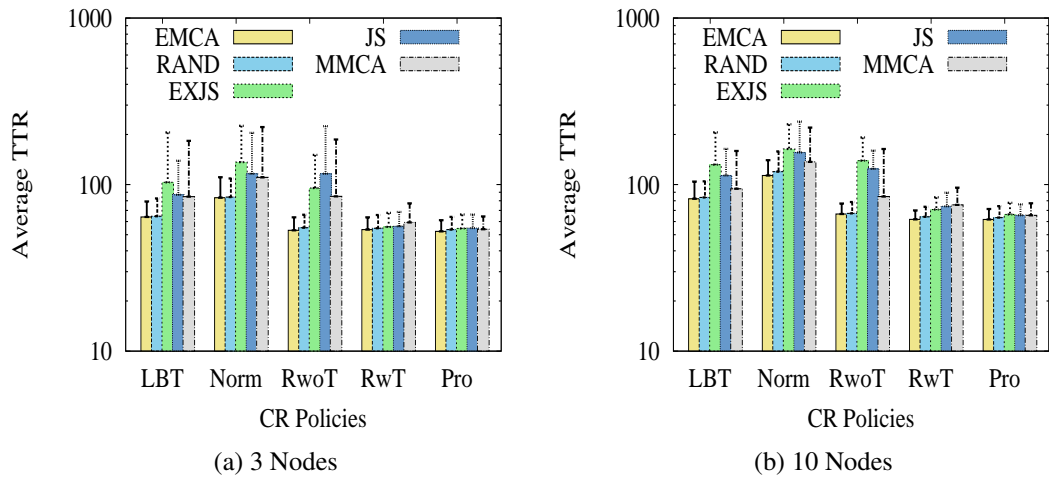 1000
100
10
Average TTR
EMCA
RAND
EXJS
JS
MMCA
LBT Norm RwoT RwT Pro
CR Policies
(a) 3 Nodes
1000
100
10
Average TTR
EMCA
RAND
EXJS
JS
MMCA
LBT Norm RwoT RwT Pro
CR Policies
(b) 10 Nodes